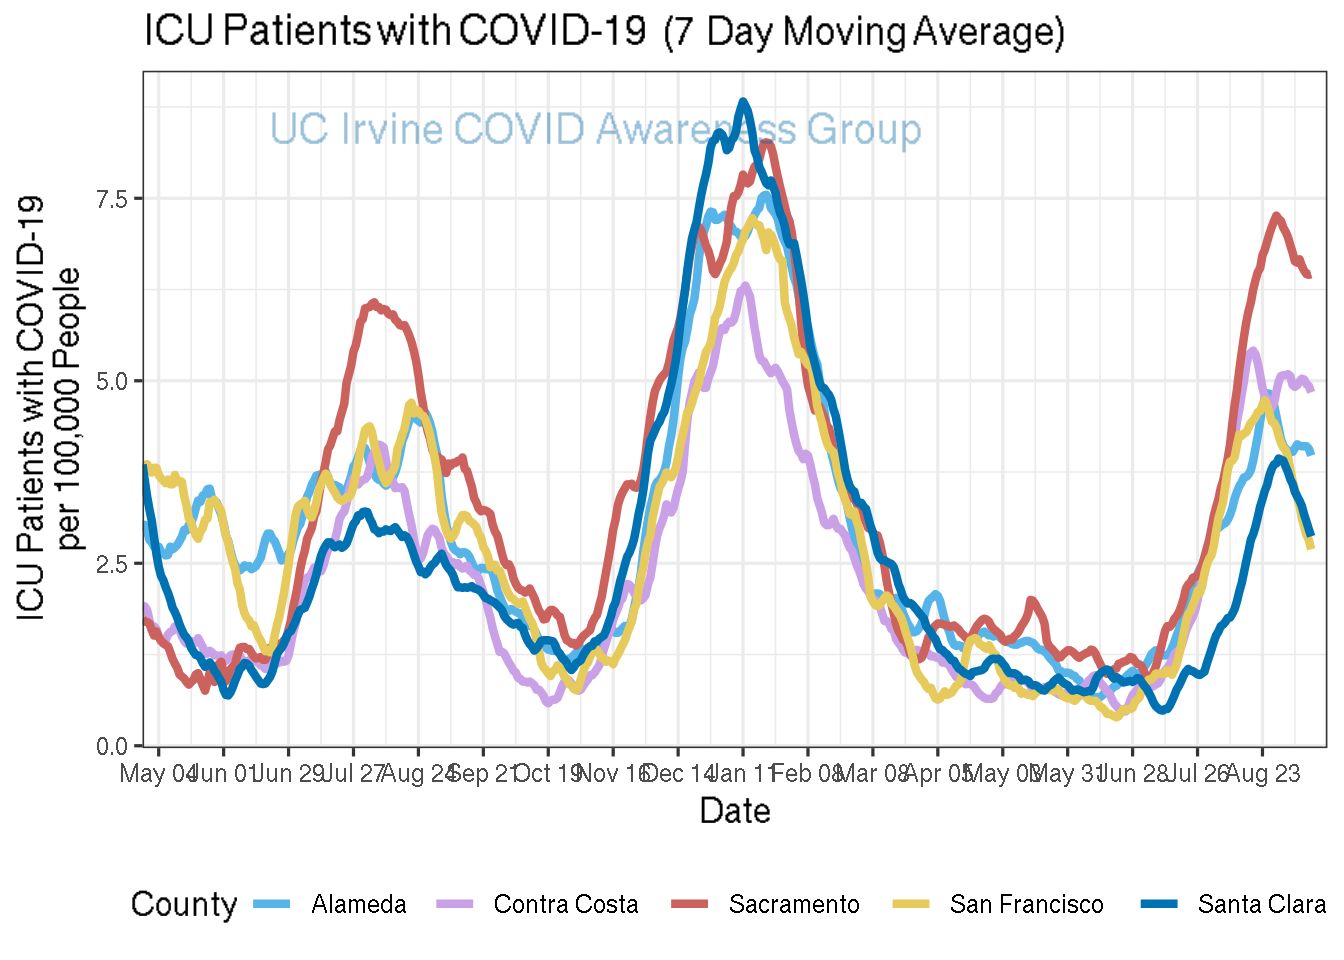 ICU Patients with COVID-19 (7 Day Moving Average)
UC Irvine COVID Awareness Group
ICU Patients with COVID-19
per 100,000 People
7.5
5.0
2.5
0.0
May 04 Jun 01 Jun 29 Jul 27 Aug 24 Sep 21 Oct 19 Nov 16 Dec 14 Jan 11 Feb 08 Mar 08 Apr 05 May 03 May 31 Jun 28 Jul 26 Aug 23
Date
County Alameda Contra Costa Sacramento San Francisco Santa Clara